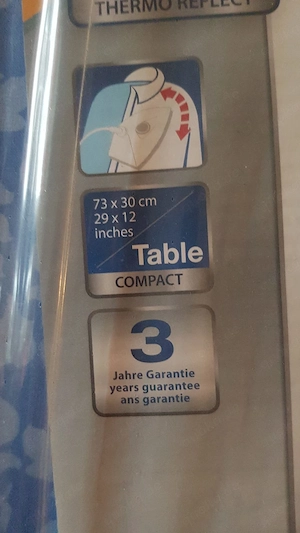 THERMO REFLECT
73 x 30 cm
29 x 12
inches
Table
COMPACT
3
Jahre Garantie
years guarantee
ans garantie